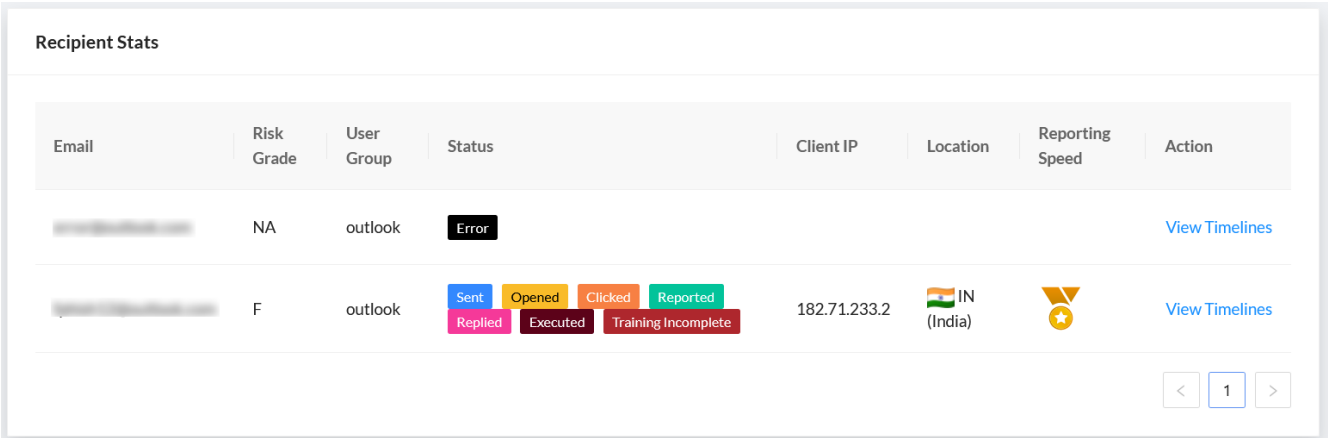 Recipient Stats
Email Risk Grade User Group Status Client IP Location Reporting Speed Action
NA outlook Error View Timelines
F outlook Sent Opened Clicked Reported 182.71.233.2 IN (India) View Timelines
Replied Executed Training Incomplete
< 1 >